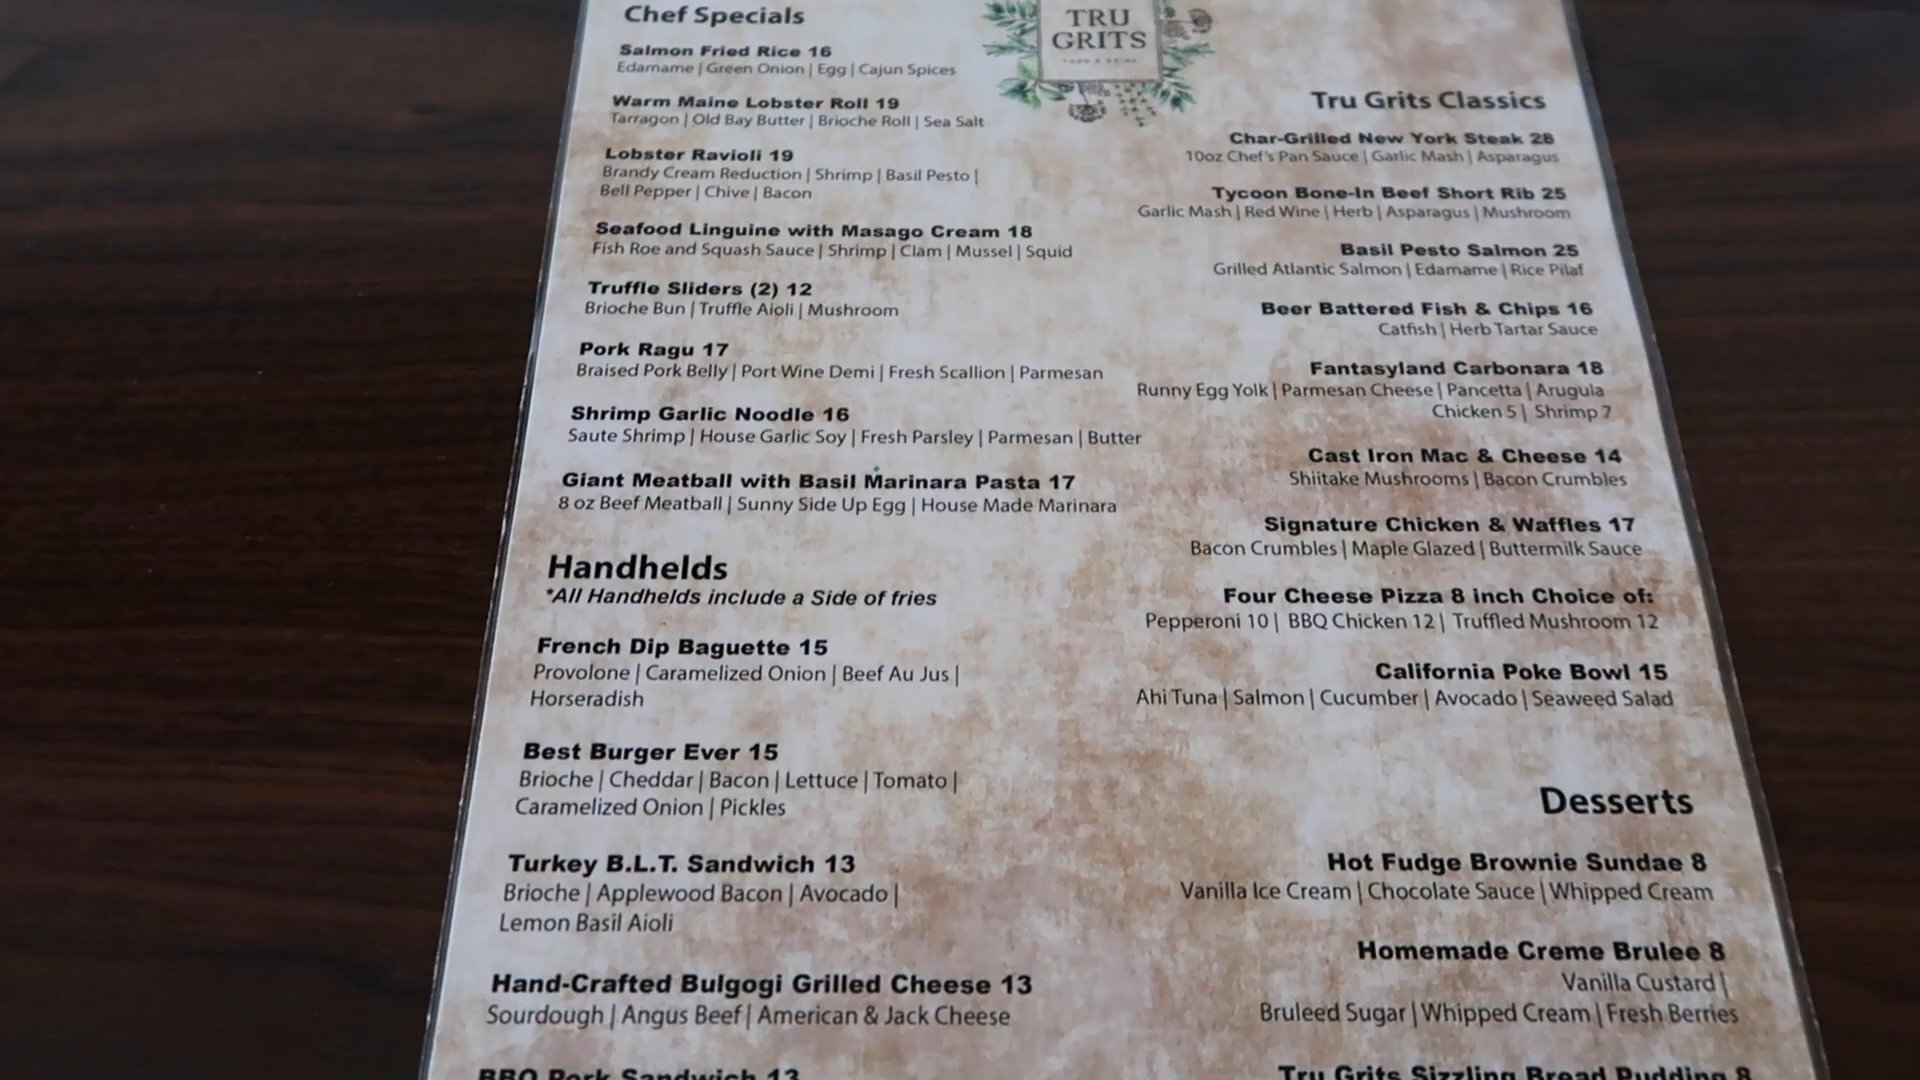 Chef Specials
Salmon Fried Rice 16
Edamame | Green Onion | Egg | Cajun Spices
Warm Maine Lobster Roll 19
Tarragon | Old Bay Butter | Brioche Roll | Sea Salt
Lobster Ravioli 19
Brandy Cream Reduction | Shrimp | Basil Pesto |
Bell Pepper | Chive | Bacon
Seafood Linguine with Masago Cream 18
Fish Roe and Squash Sauce | Shrimp | Clam | Mussel | Squid
Truffle Sliders (2) 12
Brioche Bun | Truffle Aioli | Mushroom
Pork Ragu 17
Braised Pork Belly | Port Wine Demi | Fresh Scallion | Parmesan
Shrimp Garlic Noodle 16
Saute Shrimp | House Garlic Soy | Fresh Parsley | Parmesan | Butter
Giant Meatball with Basil Marinara Pasta 17
8 oz Beef Meatball | Sunny Side Up Egg | House Made Marinara
Handhelds
*All Handhelds include a Side of fries
French Dip Baguette 15
Provolone | Caramelized Onion | Beef Au Jus |
Horseradish
Best Burger Ever 15
Brioche | Cheddar | Bacon | Lettuce | Tomato |
Caramelized Onion | Pickles
Turkey B.L.T. Sandwich 13
Brioche | Applewood Bacon | Avocado |
Lemon Basil Aioli
Hand-Crafted Bulgogi Grilled Cheese 13
Sourdough | Angus Beef | American & Jack Cheese
BBQ Pork Sandwich 13
TRU
GRITS
FOOD & DRINK
Tru Grits Classics
Char-Grilled New York Steak 28
10oz Chef's Pan Sauce | Garlic Mash | Asparagus
Tycoon Bone-In Beef Short Rib 25
Garlic Mash | Red Wine | Herb | Asparagus | Mushroom
Basil Pesto Salmon 25
Grilled Atlantic Salmon | Edamame | Rice Pilaf
Beer Battered Fish & Chips 16
Catfish | Herb Tartar Sauce
Fantasyland Carbonara 18
Runny Egg Yolk | Parmesan Cheese | Pancetta | Arugula
Chicken 5 | Shrimp 7
Cast Iron Mac & Cheese 14
Shiitake Mushrooms | Bacon Crumbles
Signature Chicken & Waffles 17
Bacon Crumbles | Maple Glazed | Buttermilk Sauce
Four Cheese Pizza 8 inch Choice of:
Pepperoni 10 | BBQ Chicken 12 | Truffled Mushroom 12
California Poke Bowl 15
Ahi Tuna | Salmon | Cucumber | Avocado | Seaweed Salad
Desserts
Hot Fudge Brownie Sundae 8
Vanilla Ice Cream | Chocolate Sauce | Whipped Cream
Homemade Creme Brulee 8
Vanilla Custard |
Bruleed Sugar | Whipped Cream | Fresh Berries
Tru Grits Sizzling Bread Pudding 8